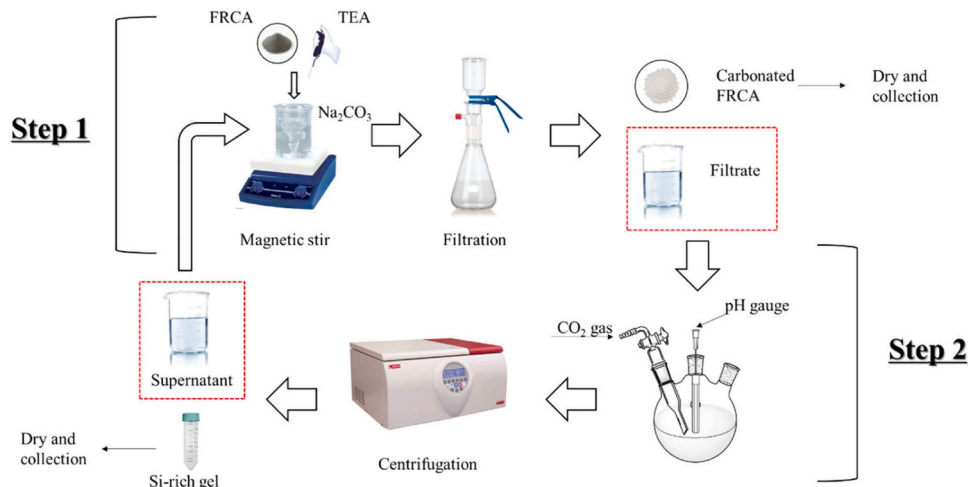 FRCA
TEA
Na₂CO₃
Step 1
Magnetic stir
Filtration
Carbonated
FRCA
Dry and
collection
Filtrate
pH gauge
CO₂ gas
Step 2
Supernatant
Centrifugation
Dry and
collection
Si-rich gel